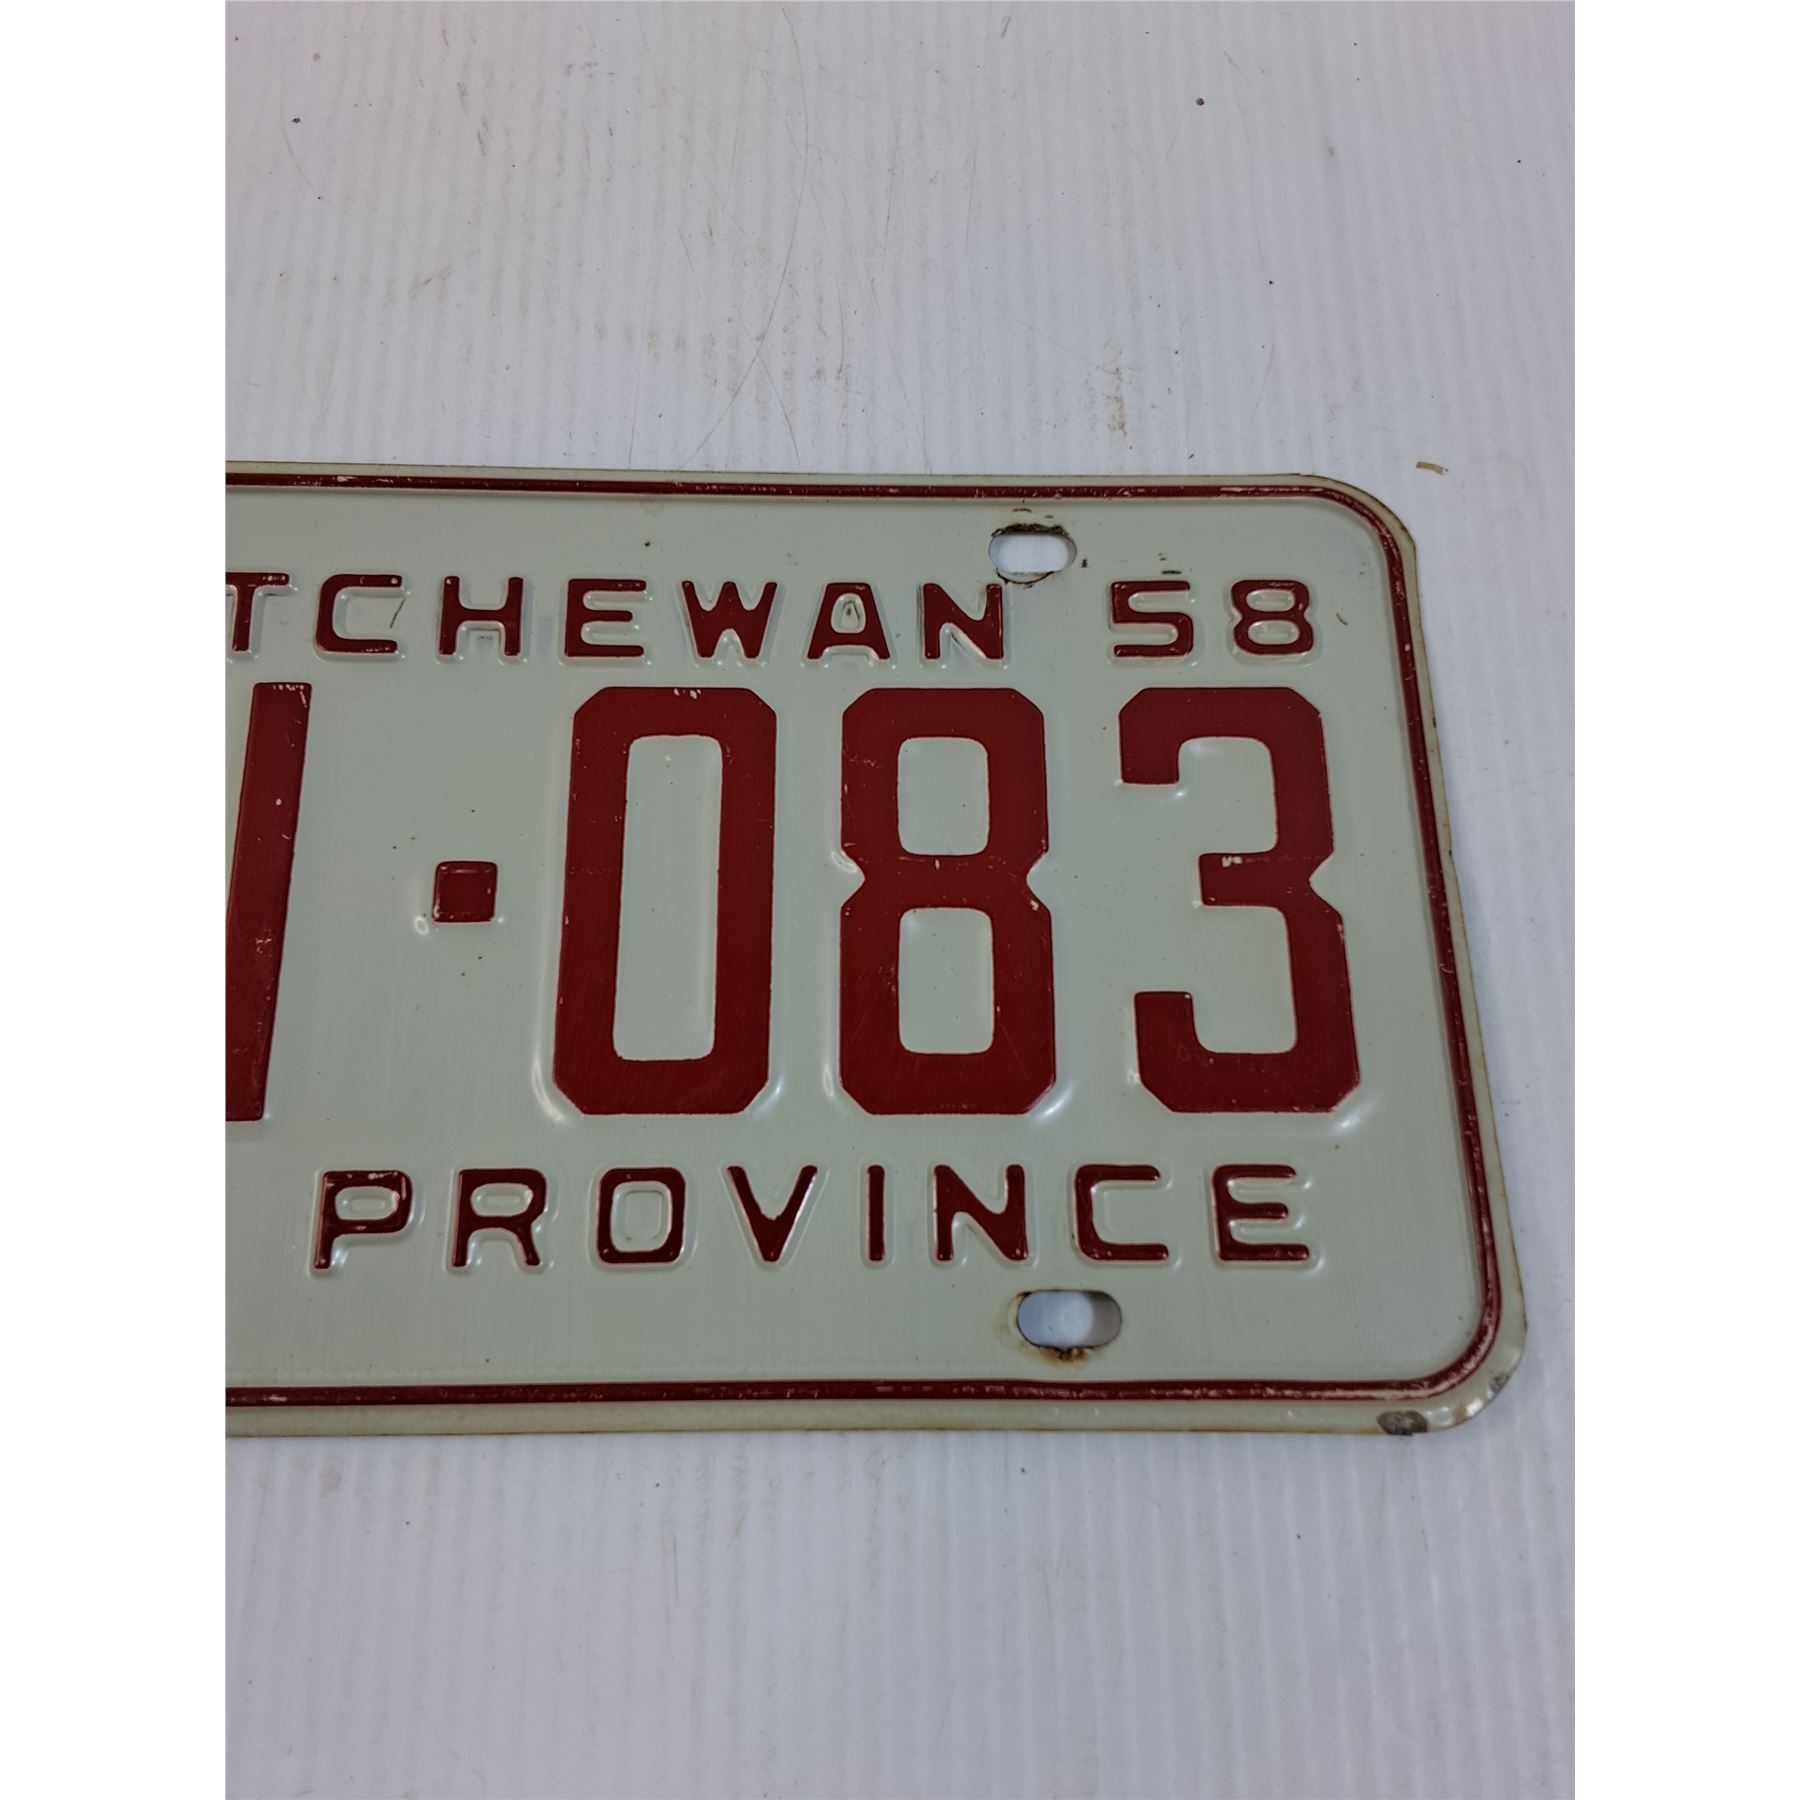 TCHEWAN 58
·083
PROVINCE